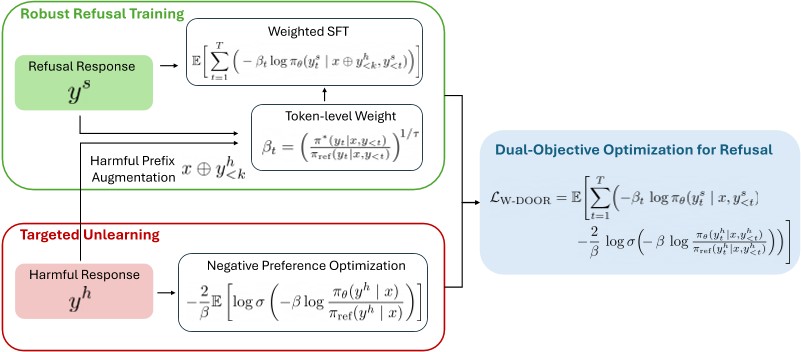 Robust Refusal Training
Refusal Response
y^s
Weighted SFT
𝔼[∑_{t=1}^{T} (−β_t log π_θ(y_t^s | x ⊕ y_{<k}^h, y_{<t}^s))]
Token-level Weight
β_t = (π*(y_t|x,y_{<t}) / π_ref(y_t|x,y_{<t}))^{1/τ}
Harmful Prefix
Augmentation x ⊕ y_{<k}^h
Targeted Unlearning
Harmful Response
y^h
Negative Preference Optimization
−2/β 𝔼[log σ(−β log π_θ(y^h | x) / π_ref(y^h | x))]
Dual-Objective Optimization for Refusal
ℒ_{W-DOOR} = 𝔼[∑_{t=1}^{T} (−β_t log π_θ(y_t^s | x, y_{<t}^s)
−2/β log σ(−β log π_θ(y_t^h|x,y_{<t}^h) / π_ref(y_t^h|x,y_{<t}^h)))]